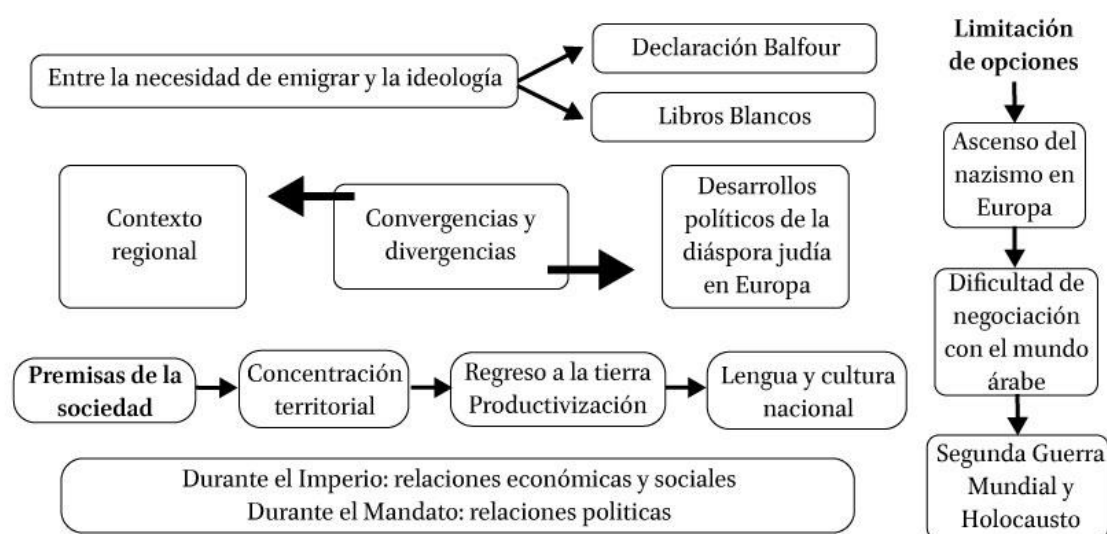 Entre la necesidad de emigrar y la ideología
Declaración Balfour
Libros Blancos
Contexto
regional
Convergencias y
divergencias
Desarrollos
políticos de la
diáspora judía
en Europa
Premisas de la
sociedad
Concentración
territorial
Regreso a la tierra
Productivización
Lengua y cultura
nacional
Durante el Imperio: relaciones económicas y sociales
Durante el Mandato: relaciones politicas
Limitación
de opciones
Ascenso del
nazismo en
Europa
Dificultad de
negociación
con el mundo
árabe
Segunda Guerra
Mundial y
Holocausto